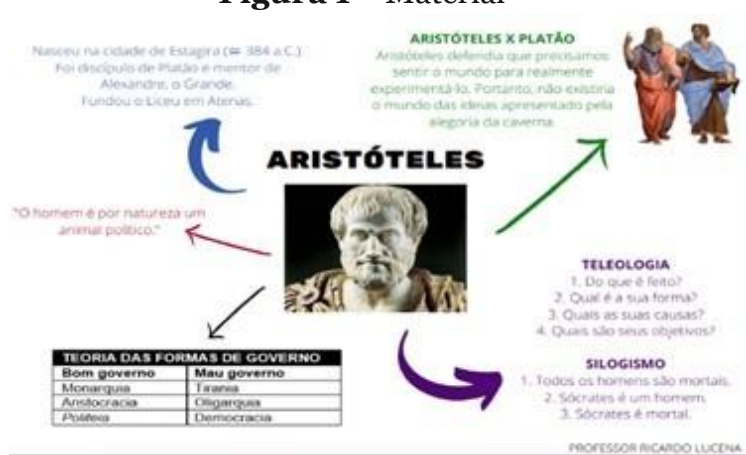 Figura 1 – Material
Nasceu na cidade de Estagira (≅ 384 a.C.)
Foi discípulo de Platão e mentor de
Alexandre, o Grande.
Fundou o Liceu em Atenas.
ARISTÓTELES X PLATÃO
Aristóteles defendia que precisamos
sentir o mundo para realmente
experimentá-lo. Portanto, não existiria
o mundo das ideias apresentado pela
alegoria da caverna.
ARISTÓTELES
"O homem é por natureza um
animal político."
TELEOLOGIA
1. Do que é feito?
2. Qual é a sua forma?
3. Quais as suas causas?
4. Quais são seus objetivos?
TEORIA DAS FORMAS DE GOVERNO
Bom governo Mau governo
Monarquia Tirania
Aristocracia Oligarquia
Politeia Democracia
SILOGISMO
1. Todos os homens são mortais.
2. Sócrates é um homem.
3. Sócrates é mortal.
PROFESSOR RICARDO LUCENA